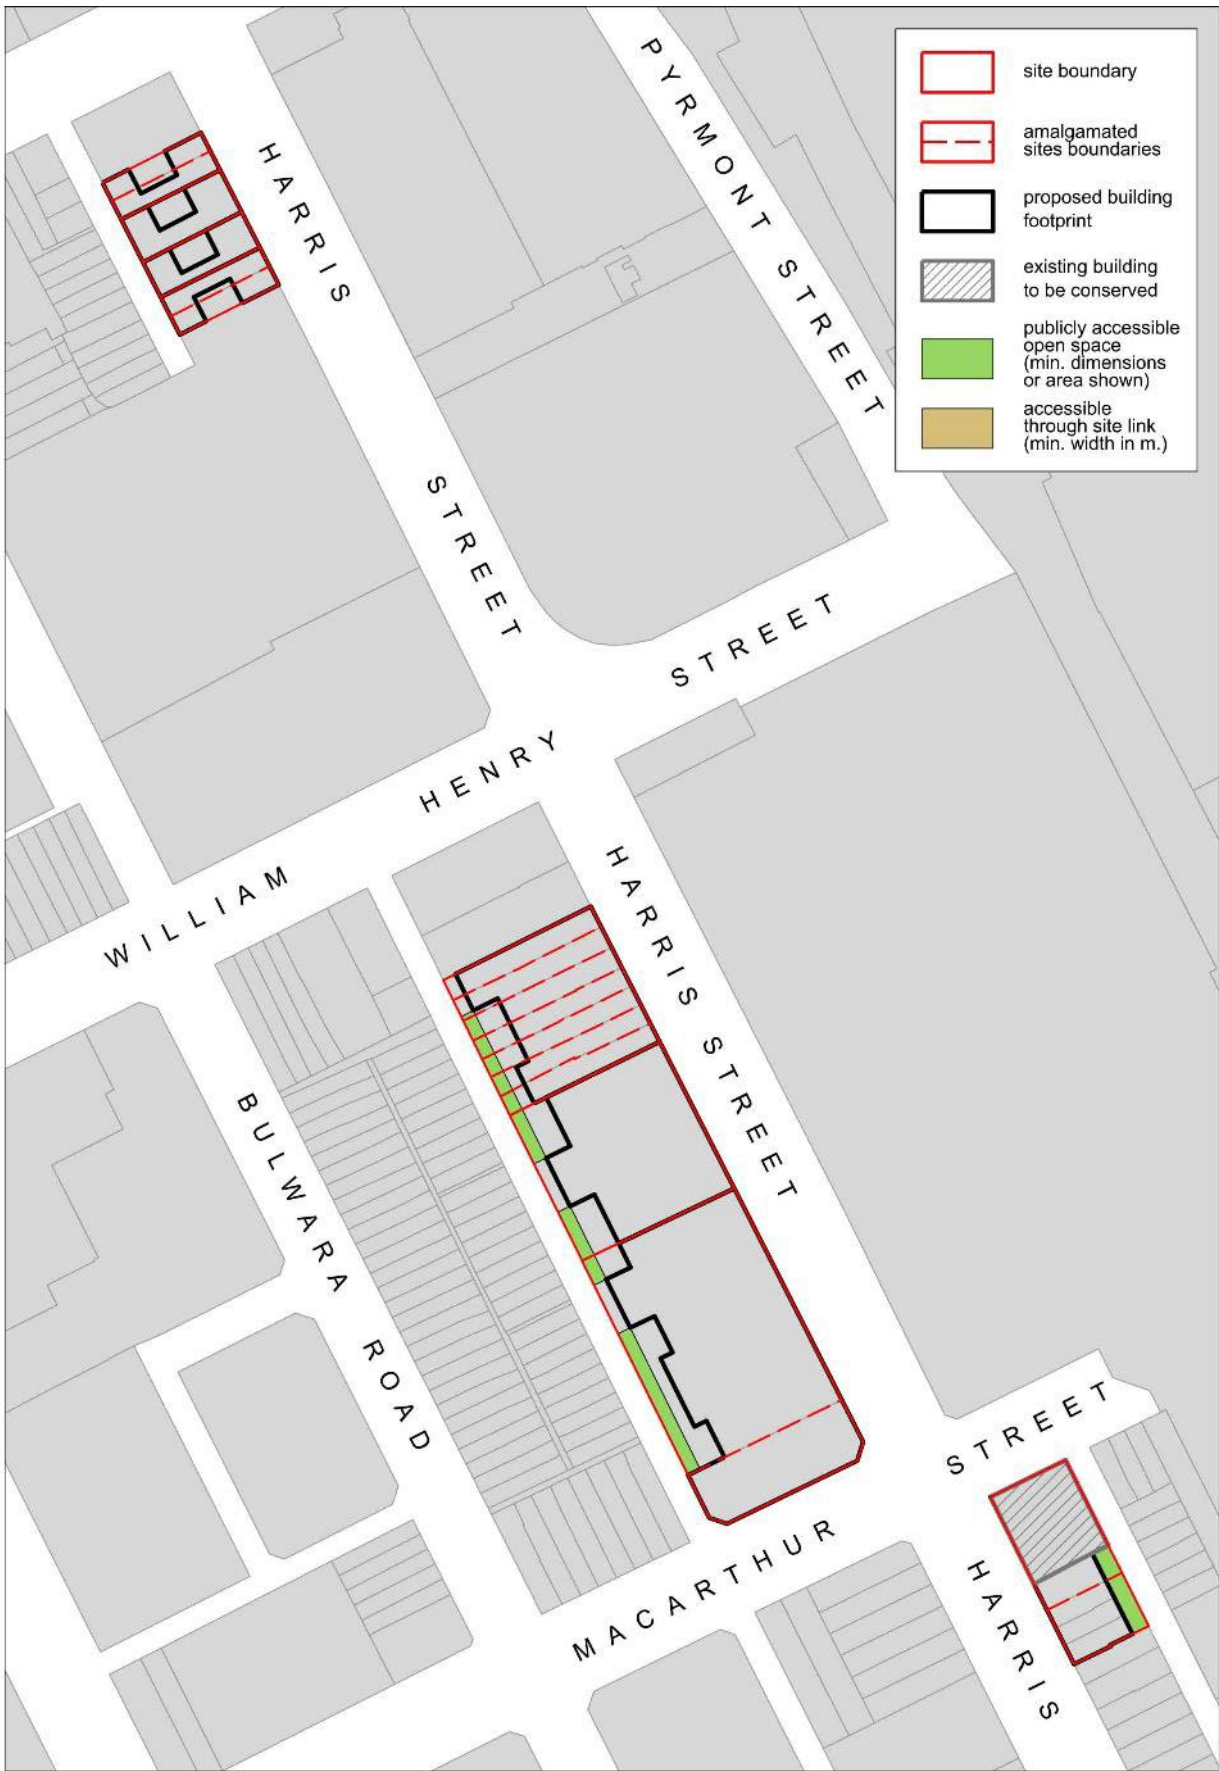 site boundary
amalgamated
sites boundaries
proposed building
footprint
existing building
to be conserved
publicly accessible
open space
(min. dimensions
or area shown)
accessible
through site link
(min. width in m.)
PYRMONT STREET
HARRIS STREET
WILLIAM HENRY STREET
HARRIS STREET
BULWARA ROAD
MACARTHUR STREET
HARRIS